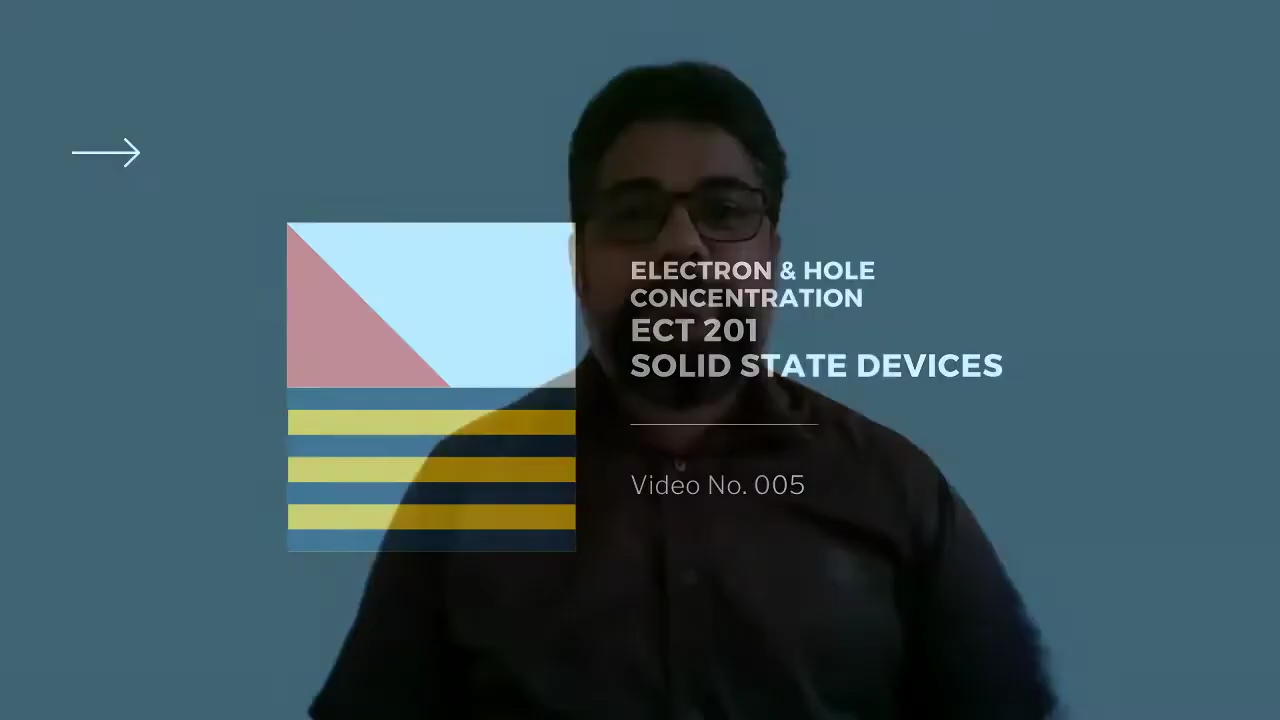 ELECTRON & HOLE
CONCENTRATION
ECT 201
SOLID STATE DEVICES
Video No. 005